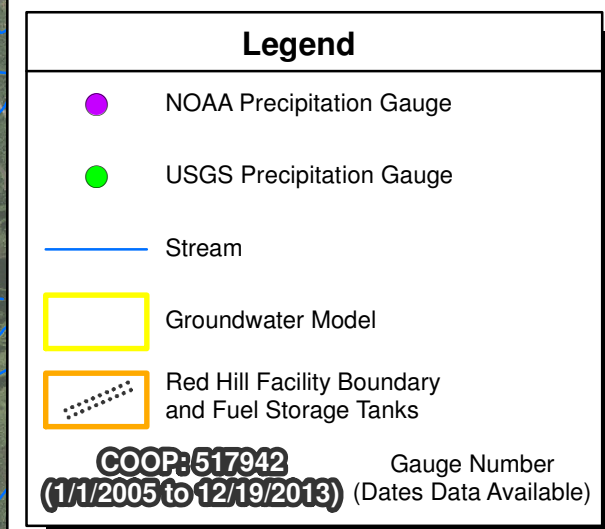 Legend
NOAA Precipitation Gauge
USGS Precipitation Gauge
Stream
Groundwater Model
Red Hill Facility Boundary
and Fuel Storage Tanks
COOP: 517942
(1/1/2005 to 12/19/2013)
Gauge Number
(Dates Data Available)